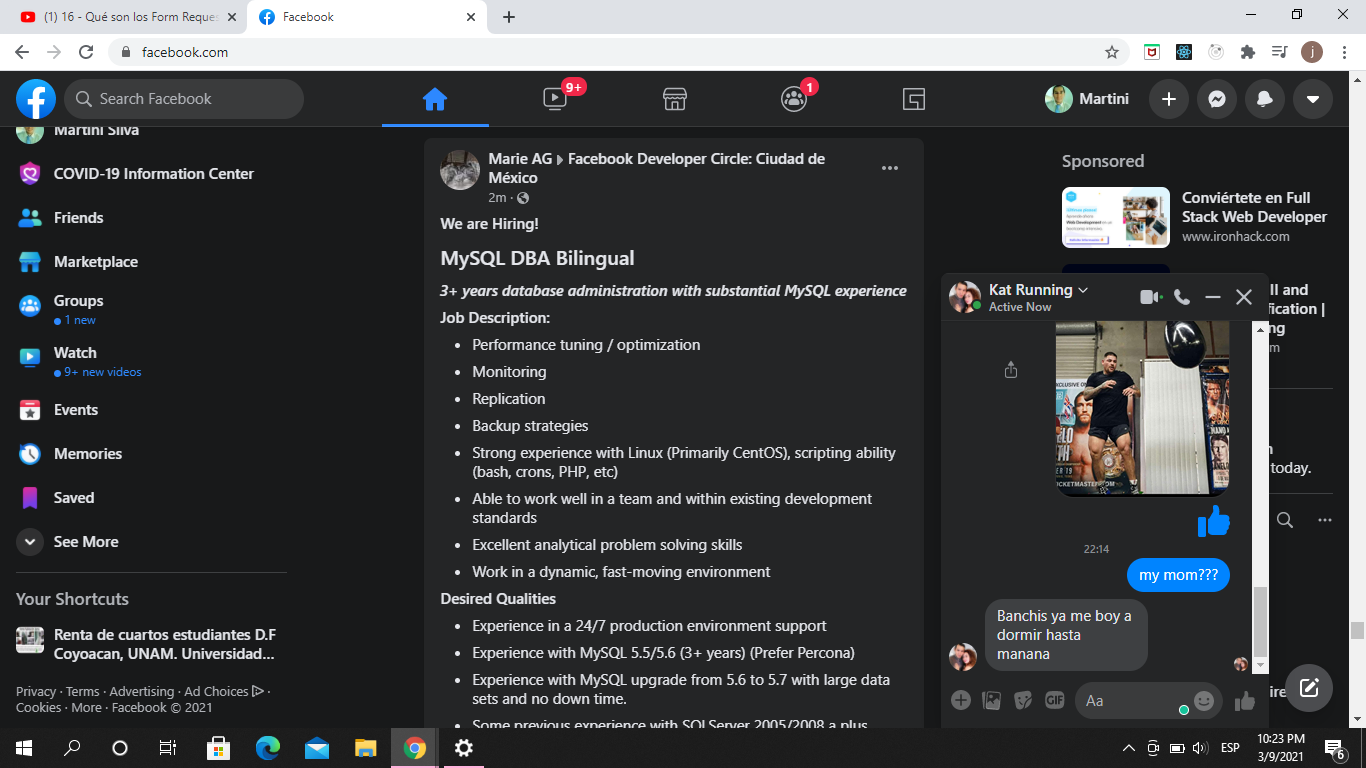 (1) 16 - Qué son los Form Reques
Facebook
facebook.com
Search Facebook
9+
1
Martini
Martini Silva
COVID-19 Information Center
Friends
Marketplace
Groups
1 new
Watch
9+ new videos
Events
Memories
Saved
See More
Your Shortcuts
Renta de cuartos estudiantes D.F
Coyoacan, UNAM. Universidad...
Privacy · Terms · Advertising · Ad Choices ·
Cookies · More · Facebook © 2021
Marie AG Facebook Developer Circle: Ciudad de
México
2m ·
We are Hiring!
MySQL DBA Bilingual
3+ years database administration with substantial MySQL experience
Job Description:
• Performance tuning / optimization
• Monitoring
• Replication
• Backup strategies
• Strong experience with Linux (Primarily CentOS), scripting ability
(bash, crons, PHP, etc)
• Able to work well in a team and within existing development
standards
• Excellent analytical problem solving skills
• Work in a dynamic, fast-moving environment
Desired Qualities
• Experience in a 24/7 production environment support
• Experience with MySQL 5.5/5.6 (3+ years) (Prefer Percona)
• Experience with MySQL upgrade from 5.6 to 5.7 with large data
sets and no down time.
• Some previous experience with SQLServer 2005/2008 a plus
Sponsored
Conviértete en Full
Stack Web Developer
www.ironhack.com
ll and
fication |
ng
m
today.
Kat Running
Active Now
22:14
my mom???
Banchis ya me boy a
dormir hasta
manana
GIF
Aa
ESP
10:23 PM
3/9/2021
6